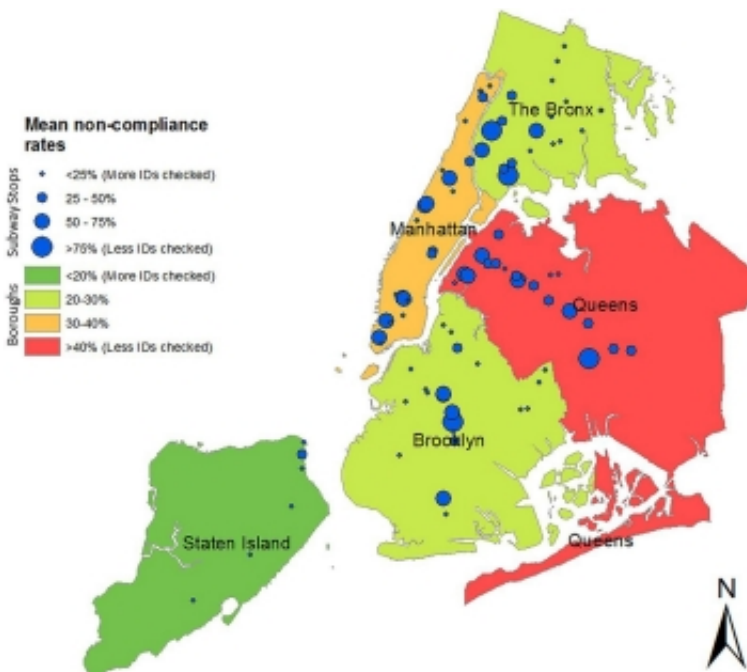 Mean non-compliance
rates
Subway Stops
<25% (More IDs checked)
25 - 50%
50 - 75%
>75% (Less IDs checked)
Boroughs
<20% (More IDs checked)
20-30%
30-40%
>40% (Less IDs checked)
The Bronx
Manhattan
Queens
Brooklyn
Staten Island
Queens
N